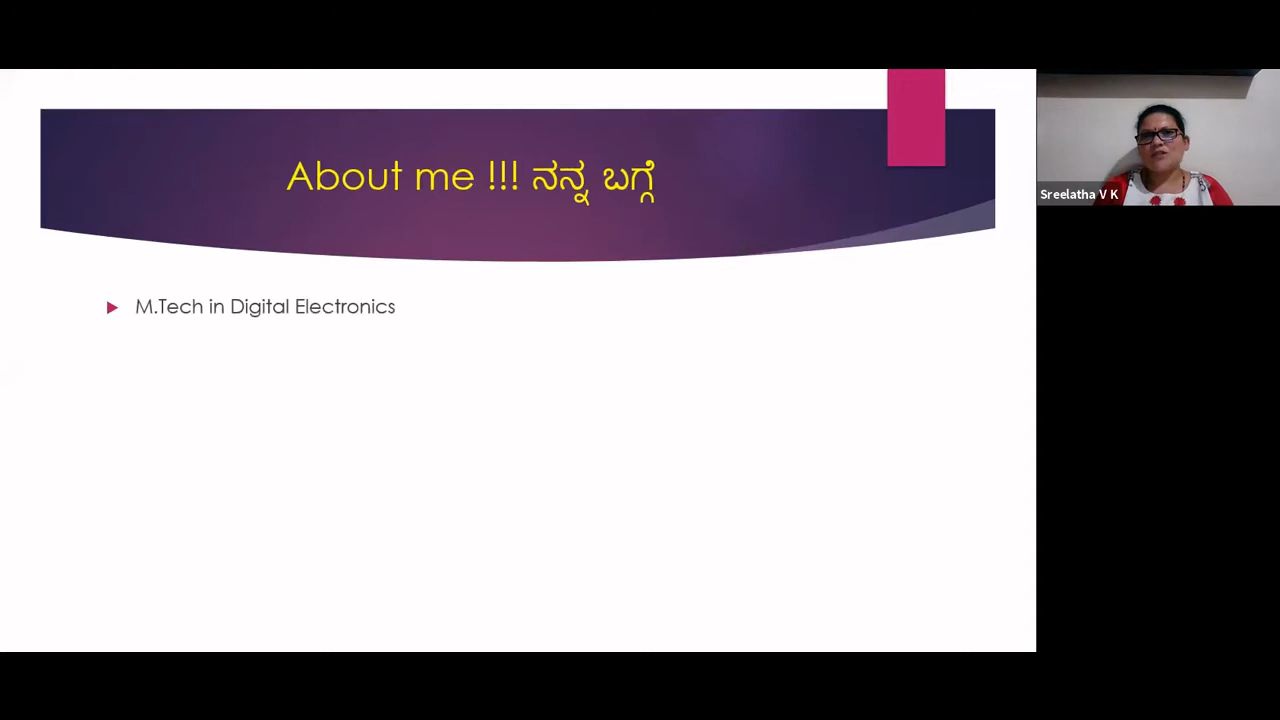 About me !!! ನನ್ನ ಬಗ್ಗೆ
M.Tech in Digital Electronics
Sreelatha V K